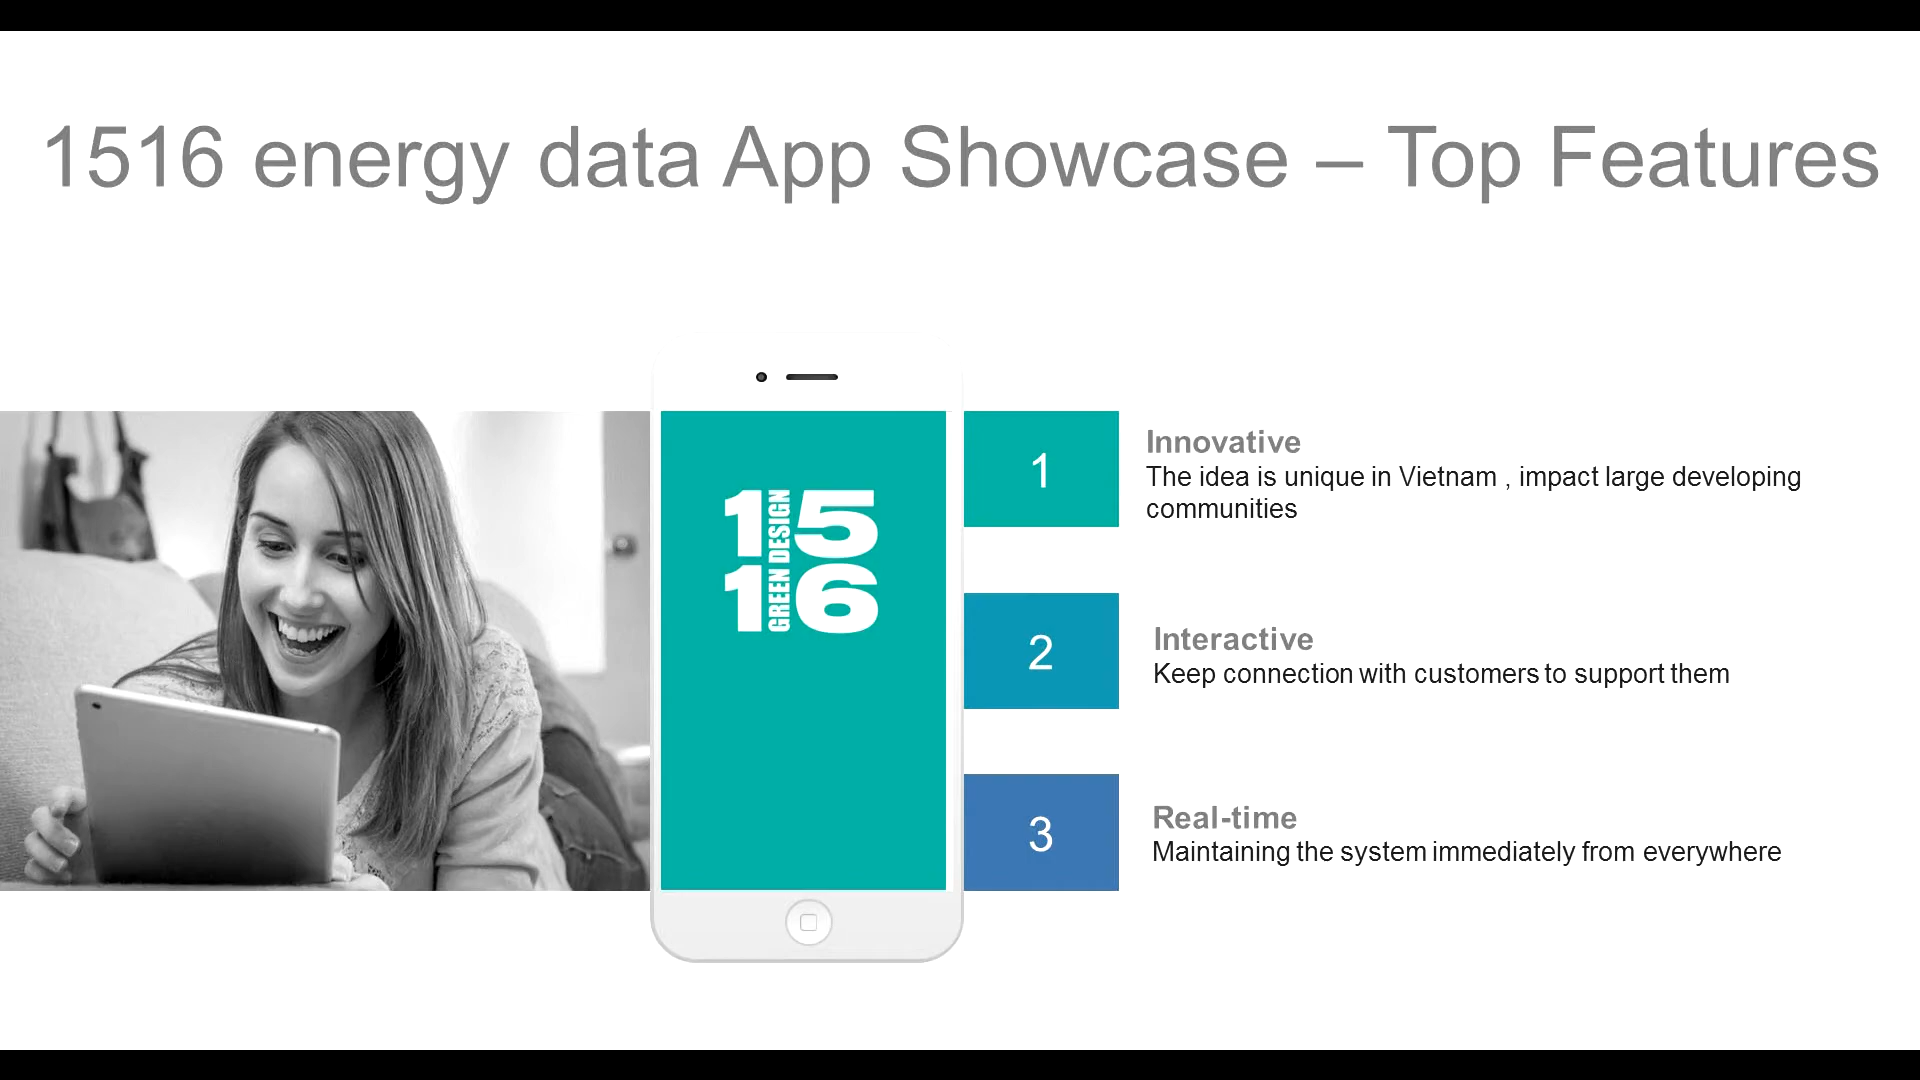 1516 energy data App Showcase – Top Features
15
16
GREEN DESIGN
1
Innovative
The idea is unique in Vietnam , impact large developing
communities
2
Interactive
Keep connection with customers to support them
3
Real-time
Maintaining the system immediately from everywhere